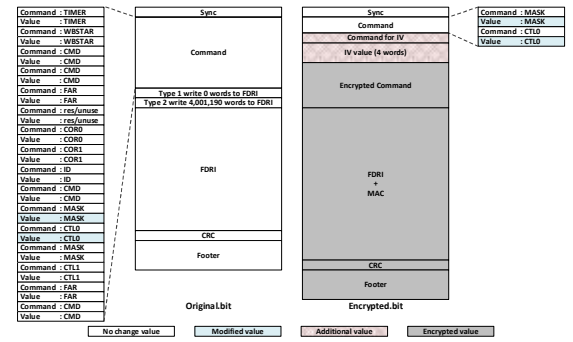 Command : TIMER
Value : TIMER
Command : WBSTAR
Value : WBSTAR
Command : CMD
Value : CMD
Command : CMD
Value : CMD
Command : FAR
Value : FAR
Command : res/unuse
Value : res/unuse
Command : COR0
Value : COR0
Command : COR1
Value : COR1
Command : ID
Value : ID
Command : CMD
Value : CMD
Command : MASK
Value : MASK
Command : CTL0
Value : CTL0
Command : MASK
Value : MASK
Command : CTL1
Value : CTL1
Command : FAR
Value : FAR
Command : CMD
Value : CMD
Sync
Command
Type 1 write 0 words to FDRI
Type 2 write 4,001,190 words to FDRI
FDRI
CRC
Footer
Original.bit
Sync
Command
Command for IV
IV value (4 words)
Encrypted Command
FDRI
+
MAC
CRC
Footer
Encrypted.bit
Command : MASK
Value : MASK
Command : CTL0
Value : CTL0
No change value
Modified value
Additional value
Encrypted value